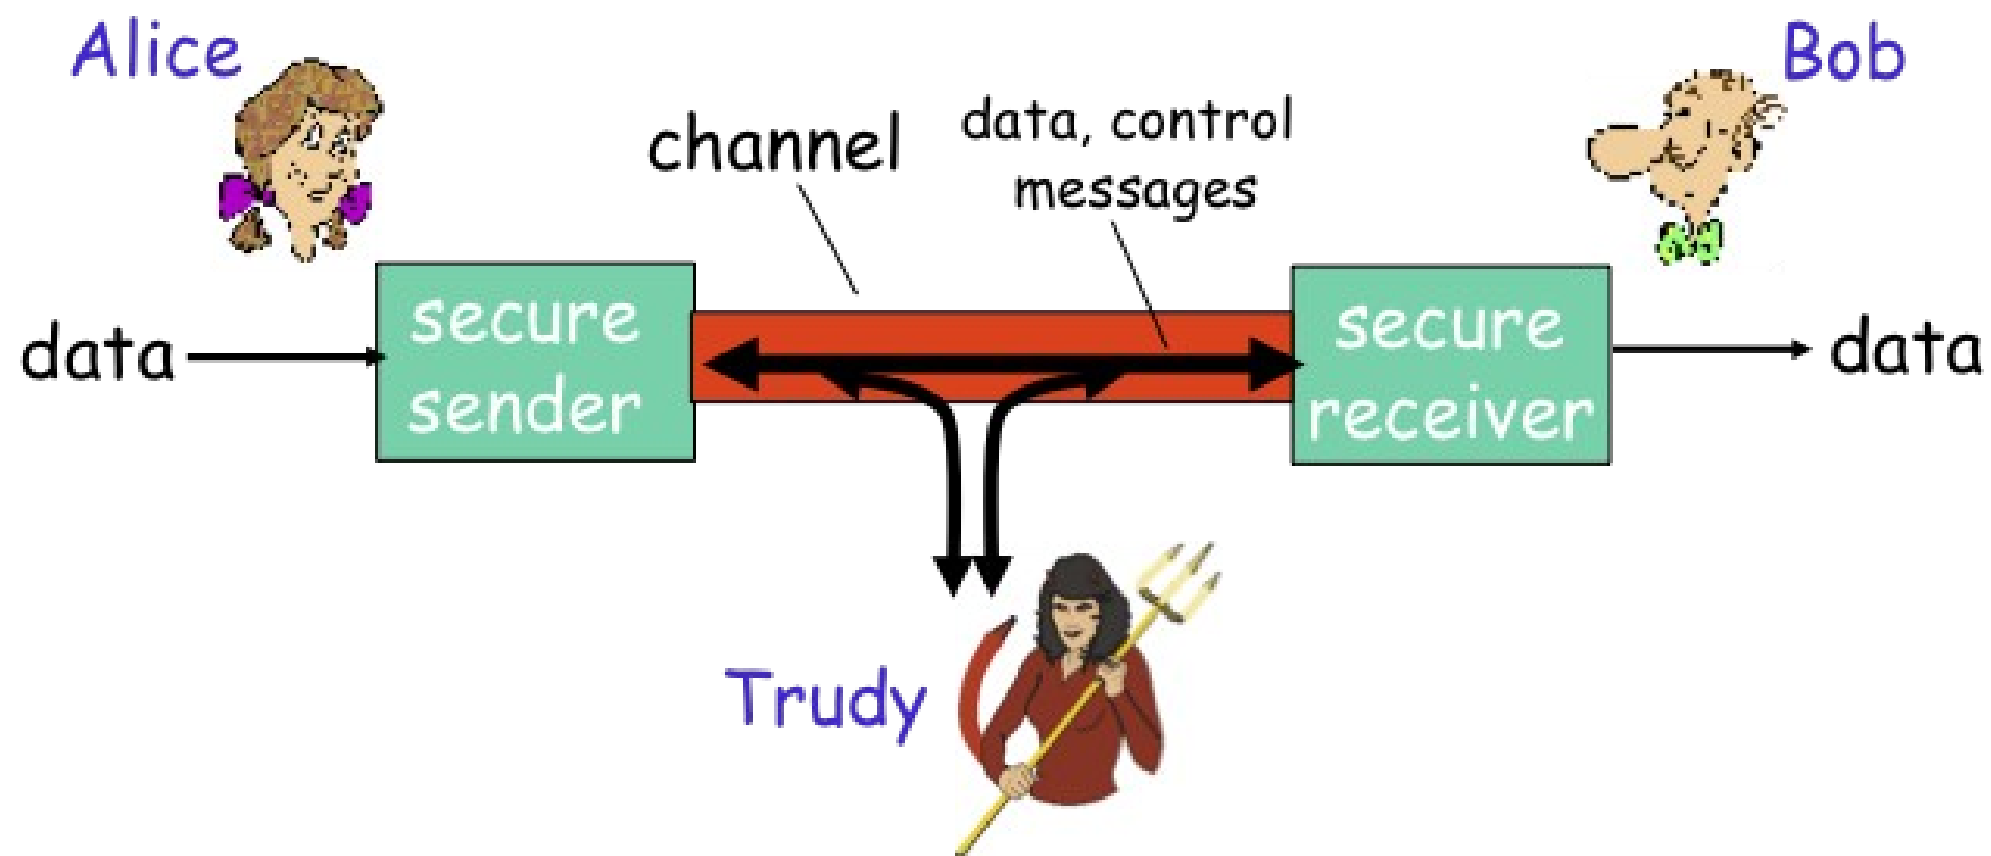 Alice
Bob
channel
data, control
messages
data
secure
sender
secure
receiver
data
Trudy